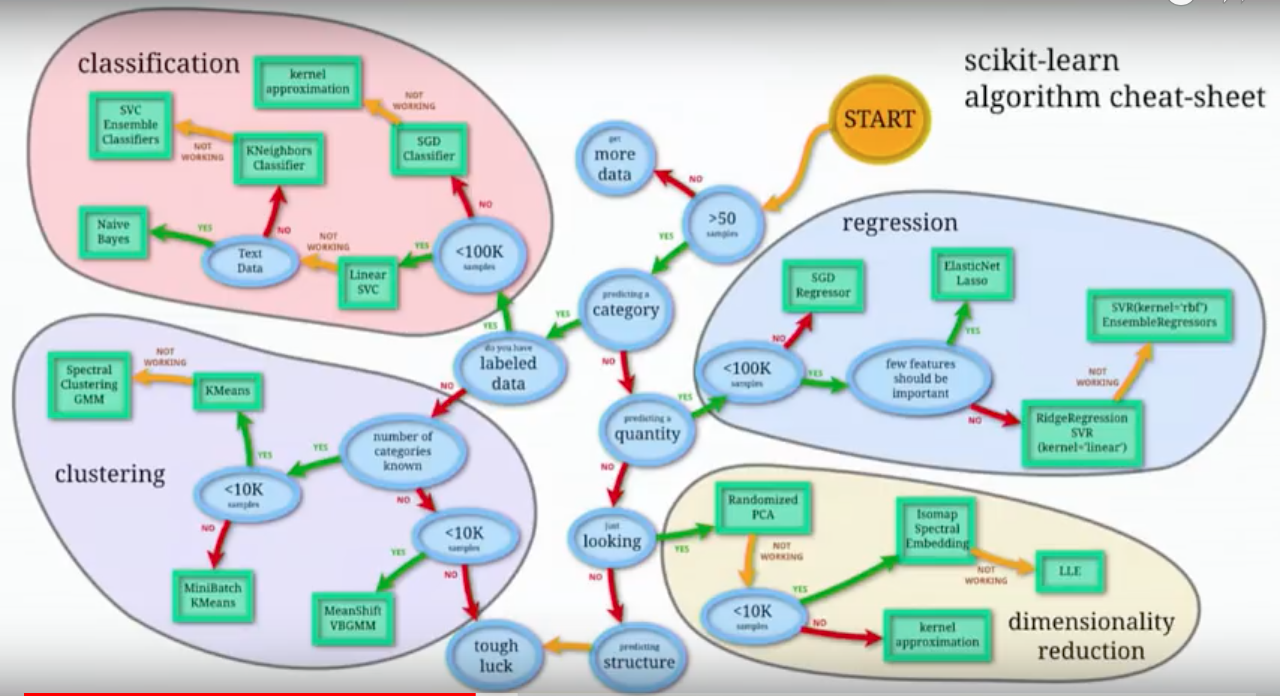 scikit-learn
algorithm cheat-sheet
START
get
more
data
NO
>50
samples
YES
predicting a
category
YES
NO
do you have
labeled
data
YES
NO
predicting a
quantity
YES
NO
just
looking
YES
NO
predicting
structure
tough
luck
classification
kernel
approximation
NOT
WORKING
SVC
Ensemble
Classifiers
NOT
WORKING
KNeighbors
Classifier
SGD
Classifier
NO
Naive
Bayes
YES
NO
Text
Data
NOT
WORKING
Linear
SVC
YES
<100K
samples
regression
SGD
Regressor
ElasticNet
Lasso
SVR(kernel='rbf')
EnsembleRegressors
NO
YES
<100K
samples
YES
few features
should be
important
NOT
WORKING
NO
RidgeRegression
SVR
(kernel='linear')
clustering
Spectral
Clustering
GMM
NOT
WORKING
KMeans
YES
number of
categories
known
YES
NO
<10K
samples
NO
MiniBatch
KMeans
<10K
samples
YES
NO
MeanShift
VBGMM
dimensionality
reduction
Randomized
PCA
NOT
WORKING
Isomap
Spectral
Embedding
NOT
WORKING
LLE
YES
<10K
samples
NO
kernel
approximation